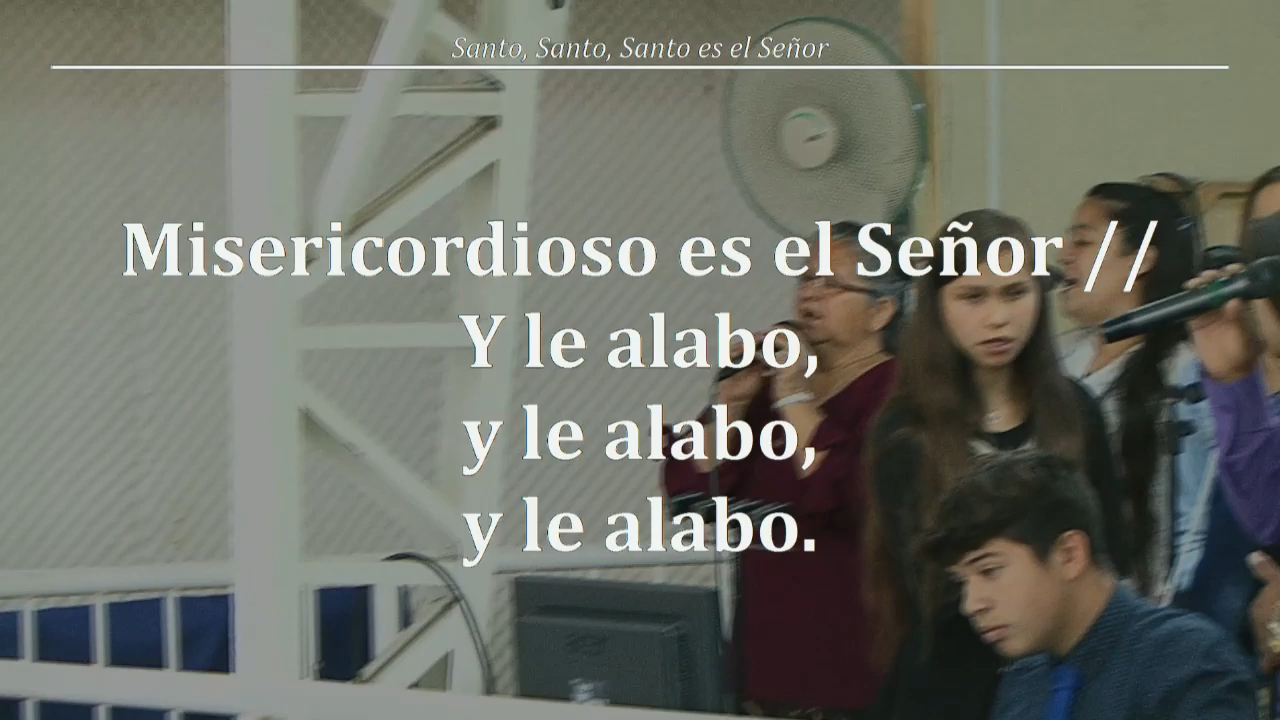 Santo, Santo, Santo es el Señor
Misericordioso es el Señor //
Y le alabo,
y le alabo,
y le alabo.